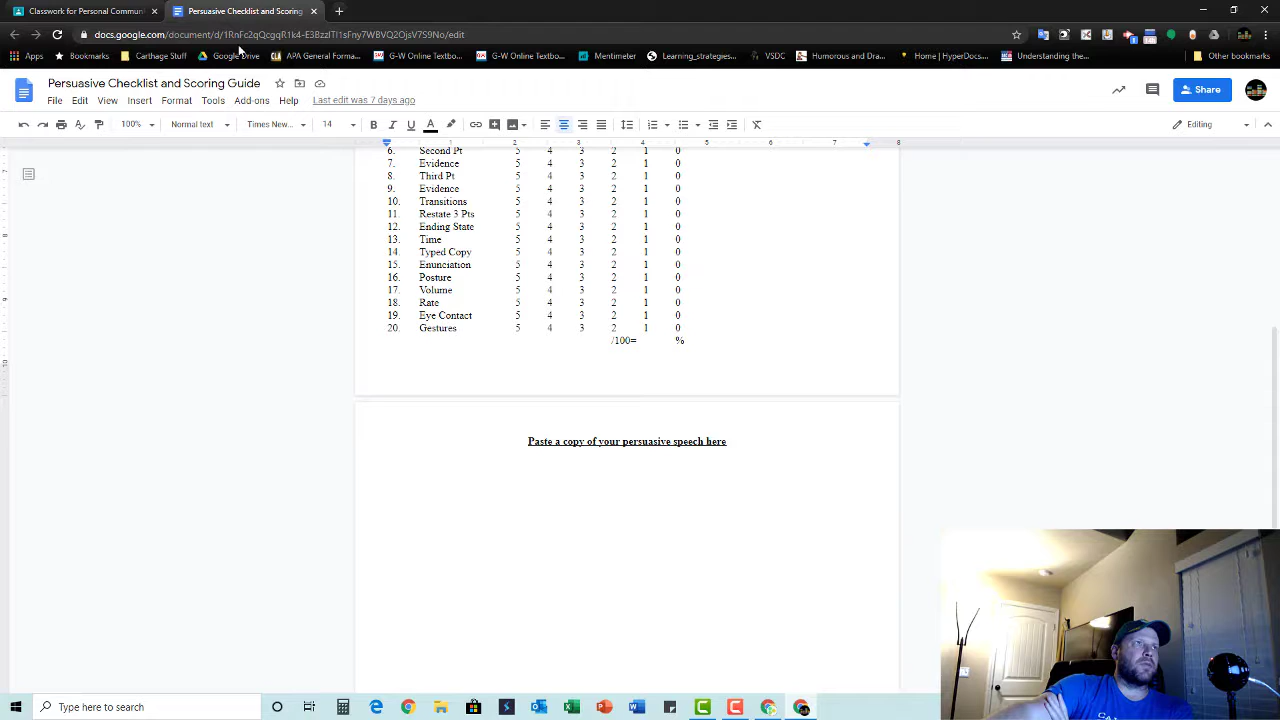 Classwork for Personal Commun
Persuasive Checklist and Scoring
docs.google.com/document/d/1RnFc2qQcgqR1k4-E3BzzlTl1sFny7WBVQ2OjsV7S9No/edit
Apps
Bookmarks
Carthage Stuff
Google Drive
APA General Forma...
G-W Online Textbo...
G-W Online Textbo...
Mentimeter
Learning_strategies...
VSDC
Humorous and Dra...
Home | HyperDocs...
Understanding the...
Other bookmarks
Persuasive Checklist and Scoring Guide
Share
File Edit View Insert Format Tools Add-ons Help Last edit was 7 days ago
100% Normal text Times New... 14 Editing
1 2 3 4 5 6 7 8
6. Second Pt 5 4 3 2 1 0
7. Evidence 5 4 3 2 1 0
8. Third Pt 5 4 3 2 1 0
9. Evidence 5 4 3 2 1 0
10. Transitions 5 4 3 2 1 0
11. Restate 3 Pts 5 4 3 2 1 0
12. Ending State 5 4 3 2 1 0
13. Time 5 4 3 2 1 0
14. Typed Copy 5 4 3 2 1 0
15. Enunciation 5 4 3 2 1 0
16. Posture 5 4 3 2 1 0
17. Volume 5 4 3 2 1 0
18. Rate 5 4 3 2 1 0
19. Eye Contact 5 4 3 2 1 0
20. Gestures 5 4 3 2 1 0
/100= %
Paste a copy of your persuasive speech here
Type here to search